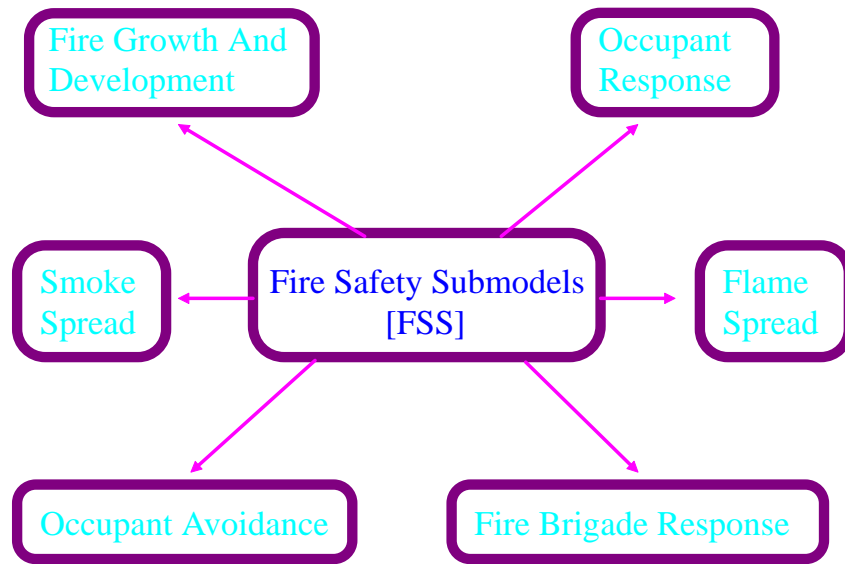 Fire Growth And
Development
Occupant
Response
Smoke
Spread
Fire Safety Submodels
[FSS]
Flame
Spread
Occupant Avoidance
Fire Brigade Response